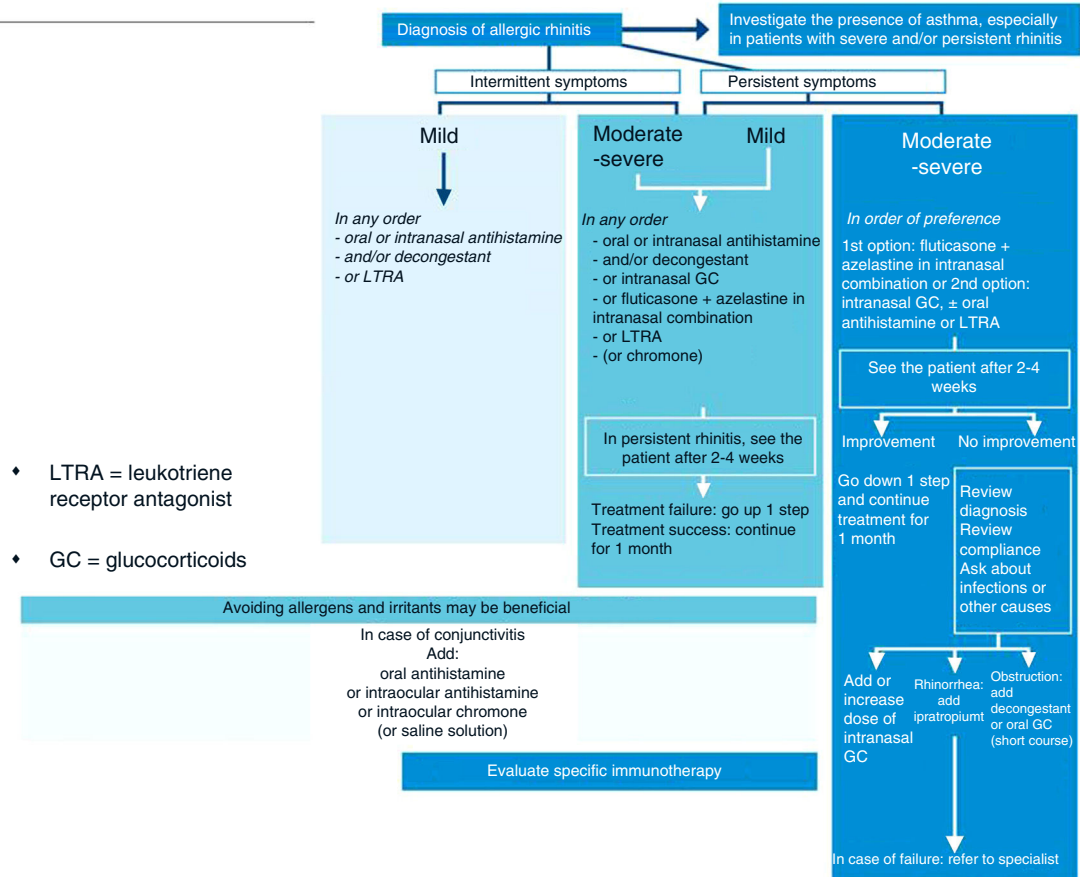 Diagnosis of allergic rhinitis
Investigate the presence of asthma, especially
in patients with severe and/or persistent rhinitis
Intermittent symptoms
Persistent symptoms
Mild
In any order
- oral or intranasal antihistamine
- and/or decongestant
- or LTRA
Moderate
-severe
Mild
In any order
- oral or intranasal antihistamine
- and/or decongestant
- or intranasal GC
- or fluticasone + azelastine in
intranasal combination
- or LTRA
- (or chromone)
In persistent rhinitis, see the
patient after 2-4 weeks
Treatment failure: go up 1 step
Treatment success: continue
for 1 month
Moderate
-severe
In order of preference
1st option: fluticasone +
azelastine in intranasal
combination or 2nd option:
intranasal GC, ± oral
antihistamine or LTRA
See the patient after 2-4
weeks
Improvement
No improvement
Go down 1 step
and continue
treatment for
1 month
Review
diagnosis
Review
compliance
Ask about
infections or
other causes
Add or
increase
dose of
intranasal
GC
Rhinorrhea:
add
ipratropiumt
Obstruction:
add
decongestant
or oral GC
(short course)
In case of failure: refer to specialist
♦ LTRA = leukotriene
receptor antagonist
♦ GC = glucocorticoids
Avoiding allergens and irritants may be beneficial
In case of conjunctivitis
Add:
oral antihistamine
or intraocular antihistamine
or intraocular chromone
(or saline solution)
Evaluate specific immunotherapy